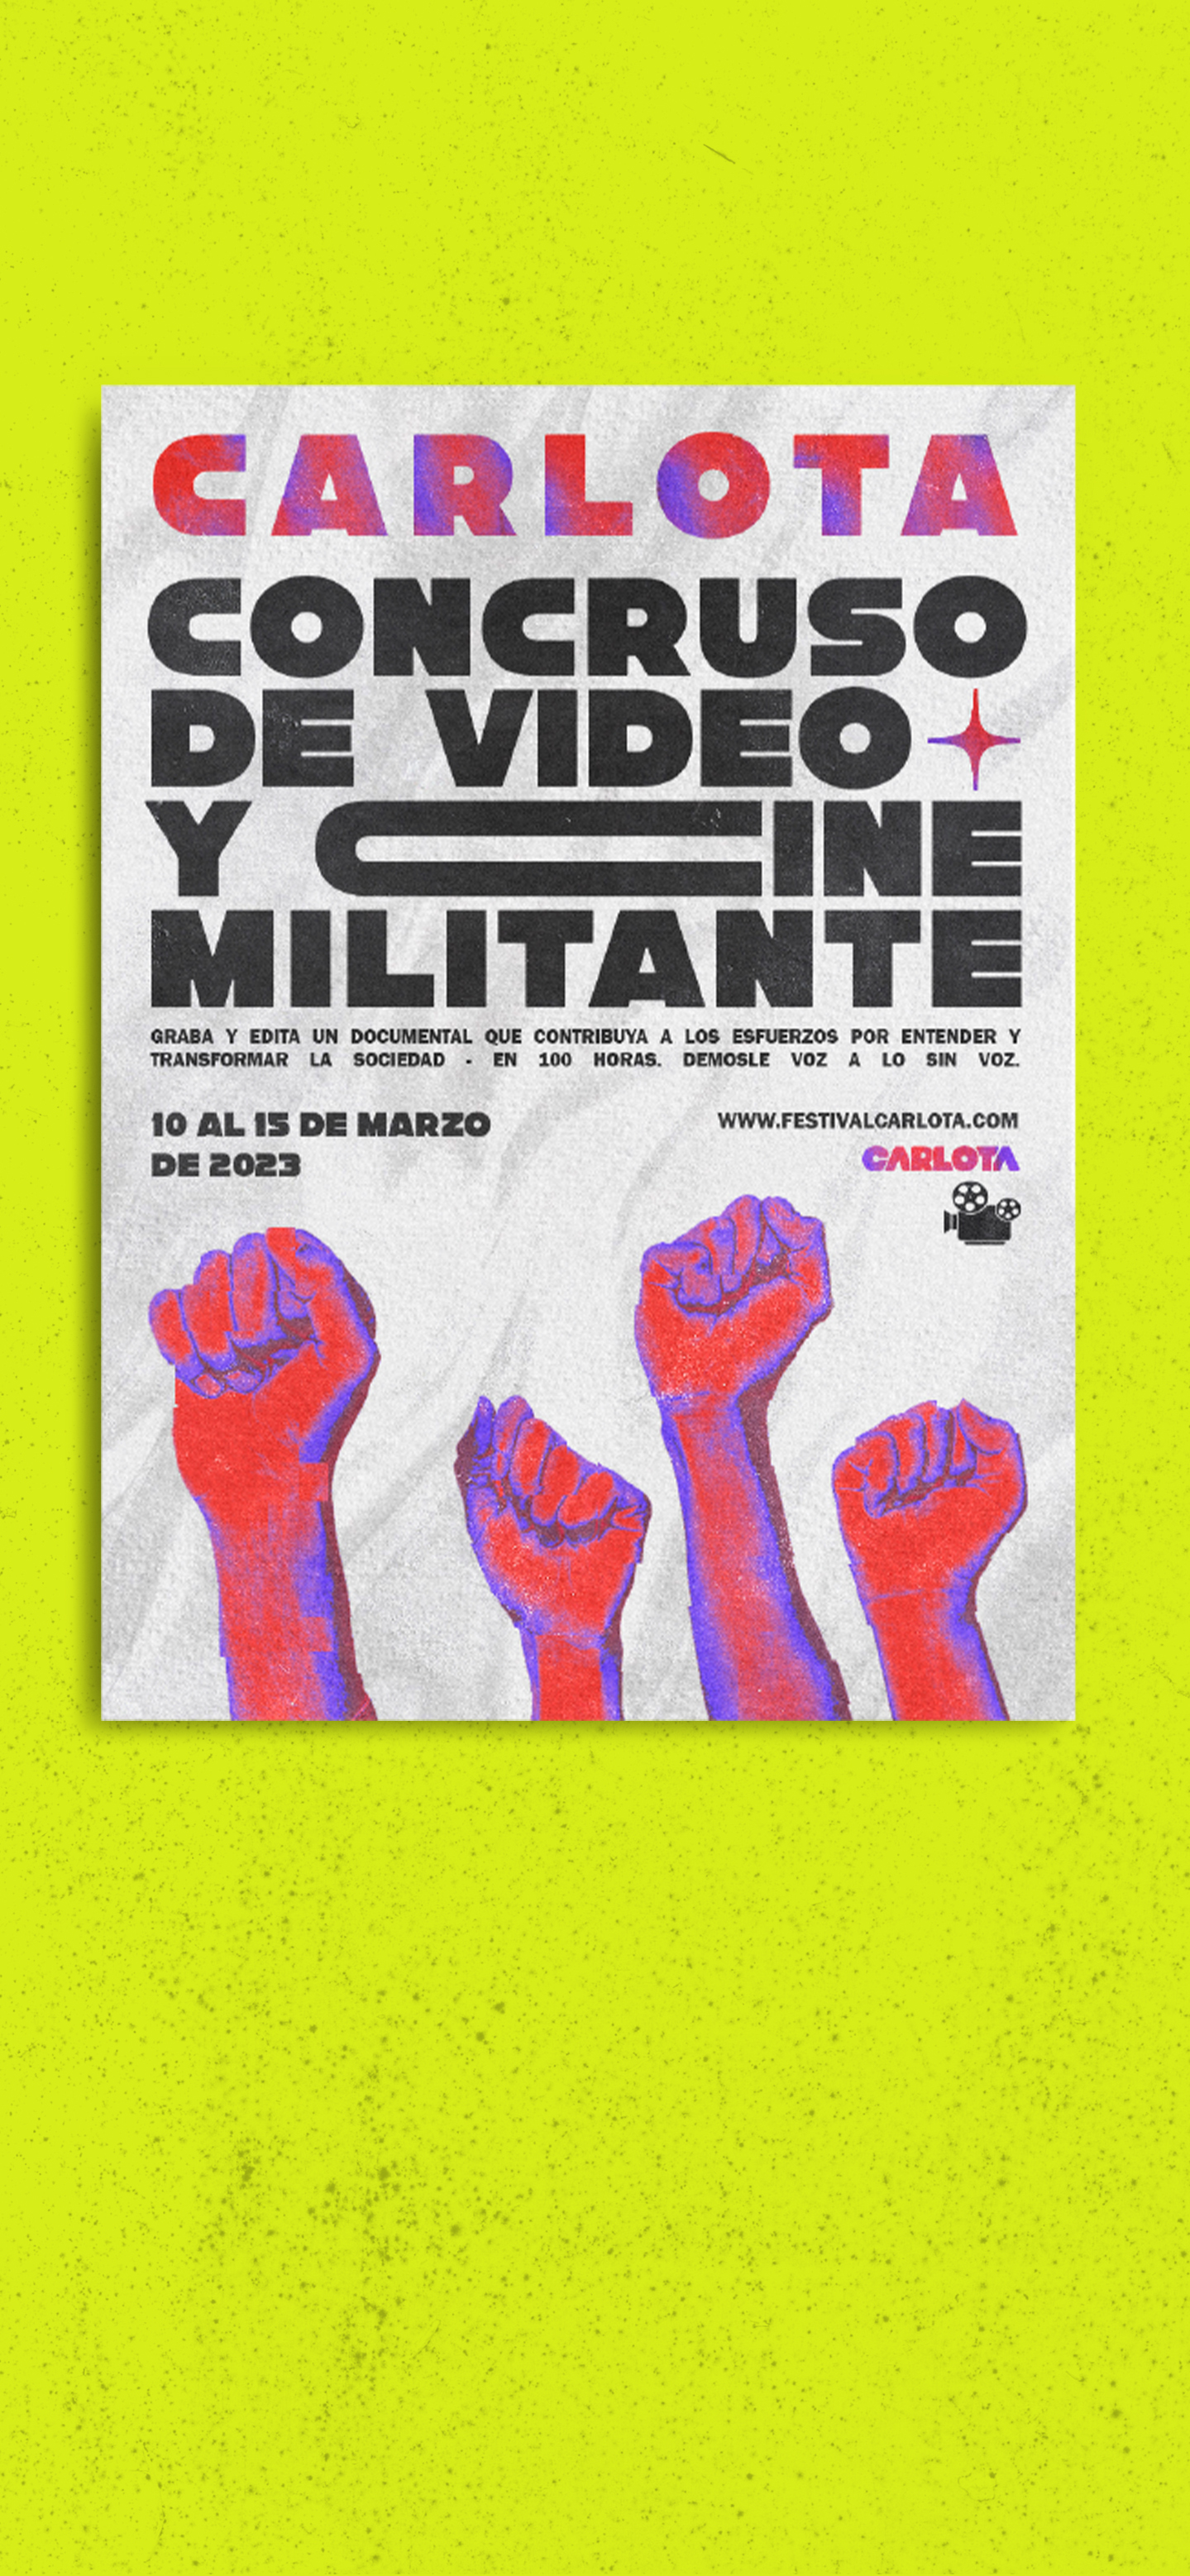 CARLOTA
CONCRUSO
DE VIDEO
Y CINE
MILITANTE
GRABA Y EDITA UN DOCUMENTAL QUE CONTRIBUYA A LOS ESFUERZOS POR ENTENDER Y
TRANSFORMAR LA SOCIEDAD - EN 100 HORAS. DEMOSLE VOZ A LO SIN VOZ.
10 AL 15 DE MARZO
DE 2023
WWW.FESTIVALCARLOTA.COM
CARLOTA